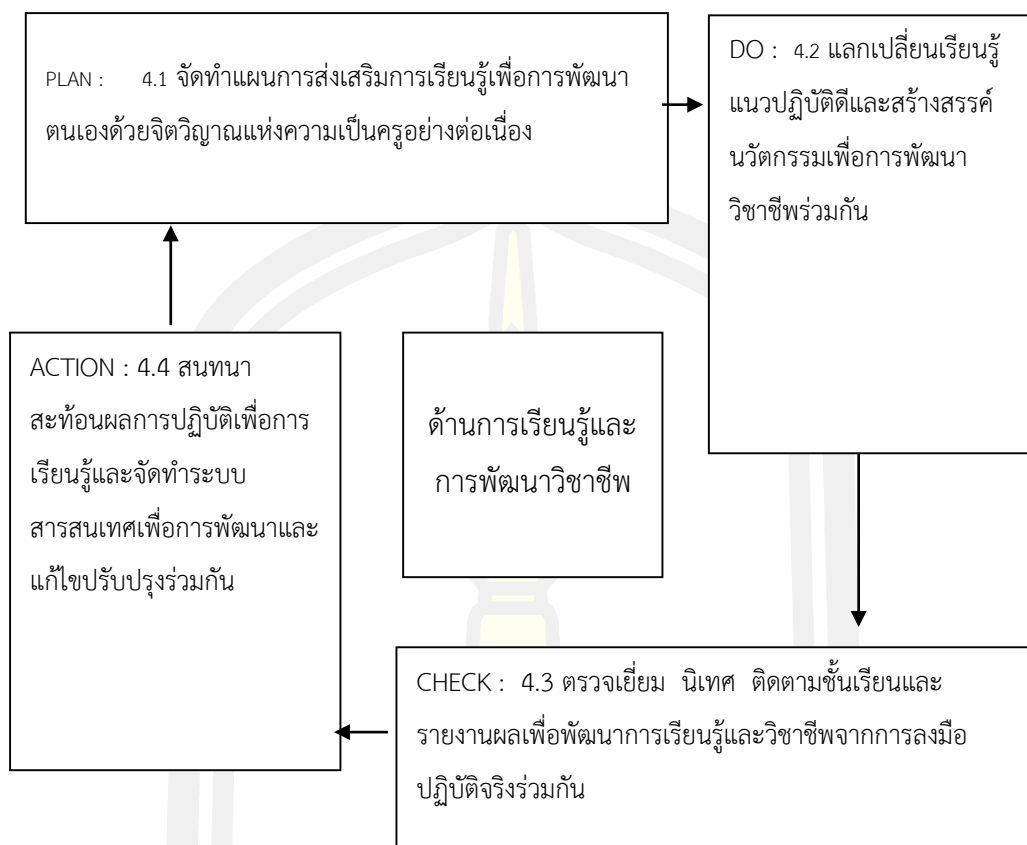 PLAN : 4.1 จัดทำแผนการส่งเสริมการเรียนรู้เพื่อการพัฒนา
ตนเองด้วยจิตวิญาณแห่งความเป็นครูอย่างต่อเนื่อง
DO : 4.2 แลกเปลี่ยนเรียนรู้
แนวปฏิบัติดีและสร้างสรรค์
นวัตกรรมเพื่อการพัฒนา
วิชาชีพร่วมกัน
ACTION : 4.4 สนทนา
สะท้อนผลการปฏิบัติเพื่อการ
เรียนรู้และจัดทำระบบ
สารสนเทศเพื่อการพัฒนาและ
แก้ไขปรับปรุงร่วมกัน
ด้านการเรียนรู้และ
การพัฒนาวิชาชีพ
CHECK : 4.3 ตรวจเยี่ยม นิเทศ ติดตามชั้นเรียนและ
รายงานผลเพื่อพัฒนาการเรียนรู้และวิชาชีพจากการลงมือ
ปฏิบัติจริงร่วมกัน